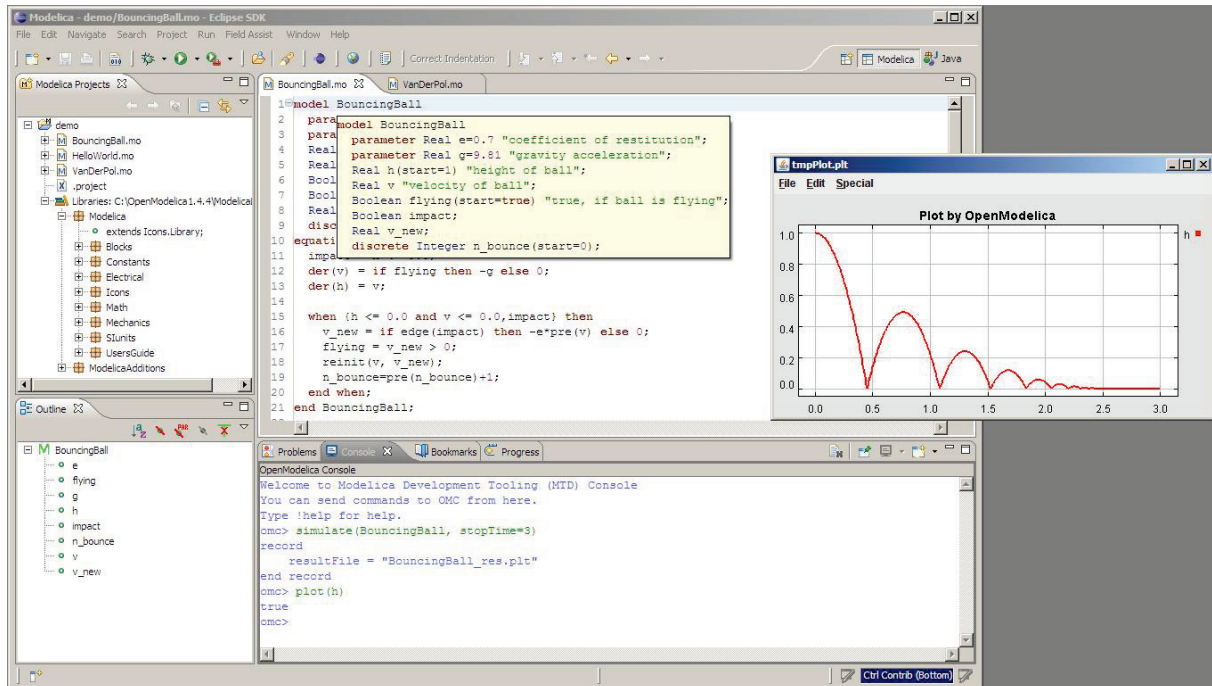 Modelica - demo/BouncingBall.mo - Eclipse SDK
File Edit Navigate Search Project Run Field Assist Window Help
Correct Indentation
Modelica
Java
Modelica Projects
demo
BouncingBall.mo
HelloWorld.mo
VanDerPol.mo
.project
Libraries: C:\OpenModelica1.4.4\Modelical
Modelica
extends Icons.Library;
Blocks
Constants
Electrical
Icons
Math
Mechanics
SIunits
UsersGuide
ModelicaAdditions
Outline
BouncingBall
e
flying
g
h
impact
n_bounce
v
v_new
BouncingBall.mo
VanDerPol.mo
1 model BouncingBall
2 para
3 para
4 Real
5 Real
6 Bool
7 Bool
8 Real
9 disc
10 equati
11 impac
12 der(v) = if flying then -g else 0;
13 der(h) = v;
14
15 when {h <= 0.0 and v <= 0.0,impact} then
16 v_new = if edge(impact) then -e*pre(v) else 0;
17 flying = v_new > 0;
18 reinit(v, v_new);
19 n_bounce=pre(n_bounce)+1;
20 end when;
21 end BouncingBall;
model BouncingBall
parameter Real e=0.7 "coefficient of restitution";
parameter Real g=9.81 "gravity acceleration";
Real h(start=1) "height of ball";
Real v "velocity of ball";
Boolean flying(start=true) "true, if ball is flying";
Boolean impact;
Real v_new;
discrete Integer n_bounce(start=0);
Problems
Console
Bookmarks
Progress
OpenModelica Console
Welcome to Modelica Development Tooling (MTD) Console
You can send commands to OMC from here.
Type !help for help.
omc> simulate(BouncingBall, stopTime=3)
record
resultFile = "BouncingBall_res.plt"
end record
omc> plot(h)
true
omc>
Ctrl Contrib (Bottom)
tmpPlot.plt
File Edit Special
Plot by OpenModelica
h
1.0
0.8
0.6
0.4
0.2
0.0
0.0 0.5 1.0 1.5 2.0 2.5 3.0